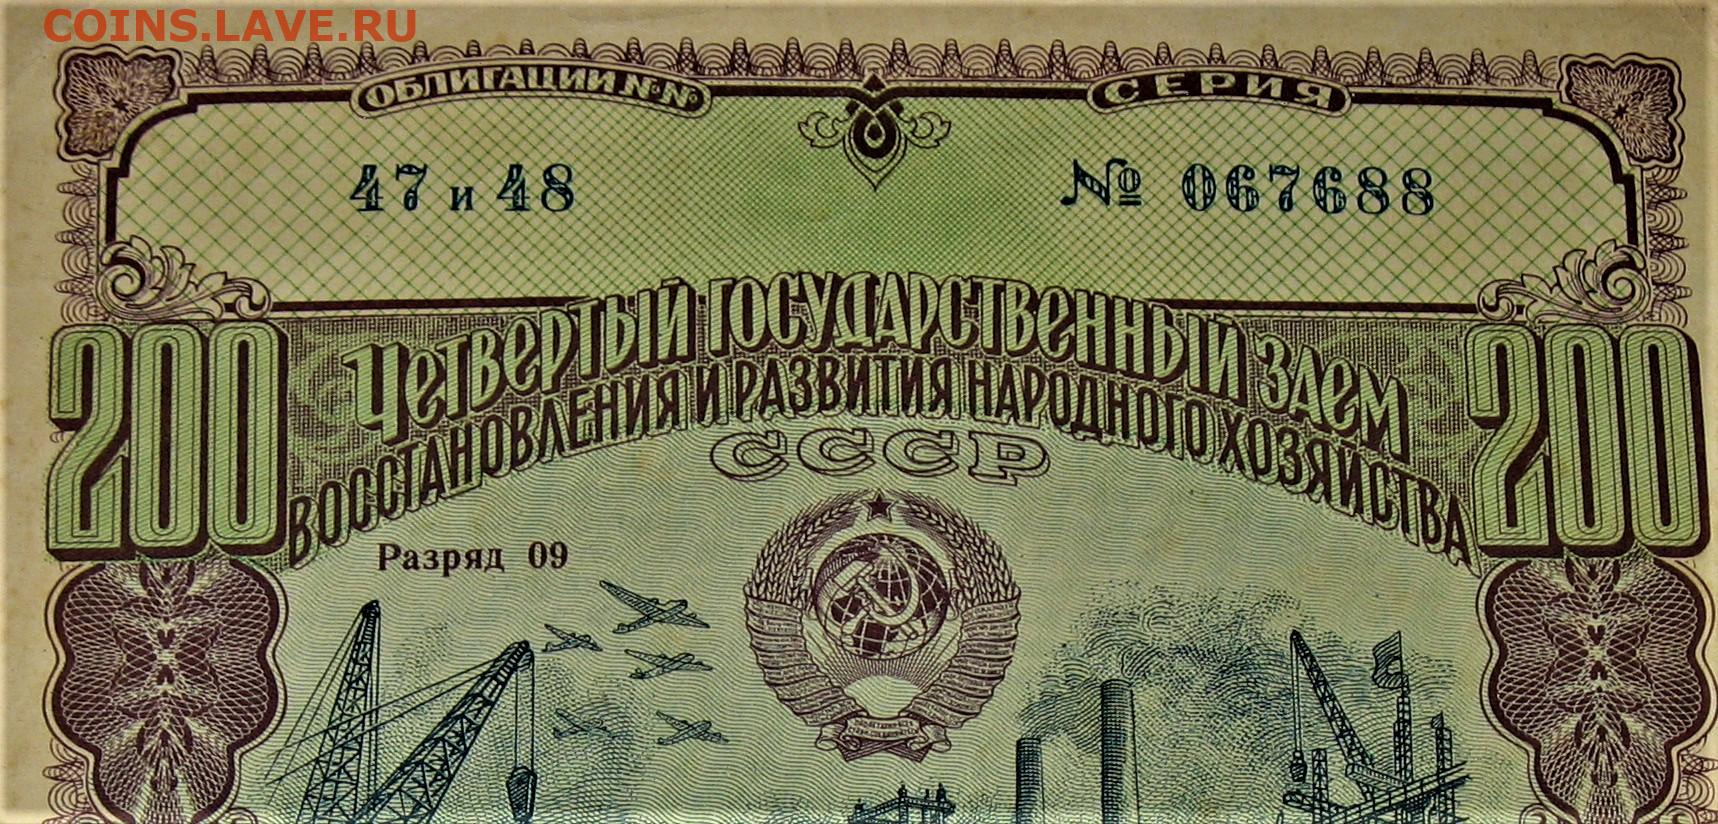 COINS.LAVE.RU
ОБЛИГАЦИИ №№ СЕРИЯ
47 и 48 № 067688
200 ЧЕТВЕРТЫЙ ГОСУДАРСТВЕННЫЙ ЗАЕМ 200
ВОССТАНОВЛЕНИЯ И РАЗВИТИЯ НАРОДНОГО ХОЗЯЙСТВА
СССР
Разряд 09